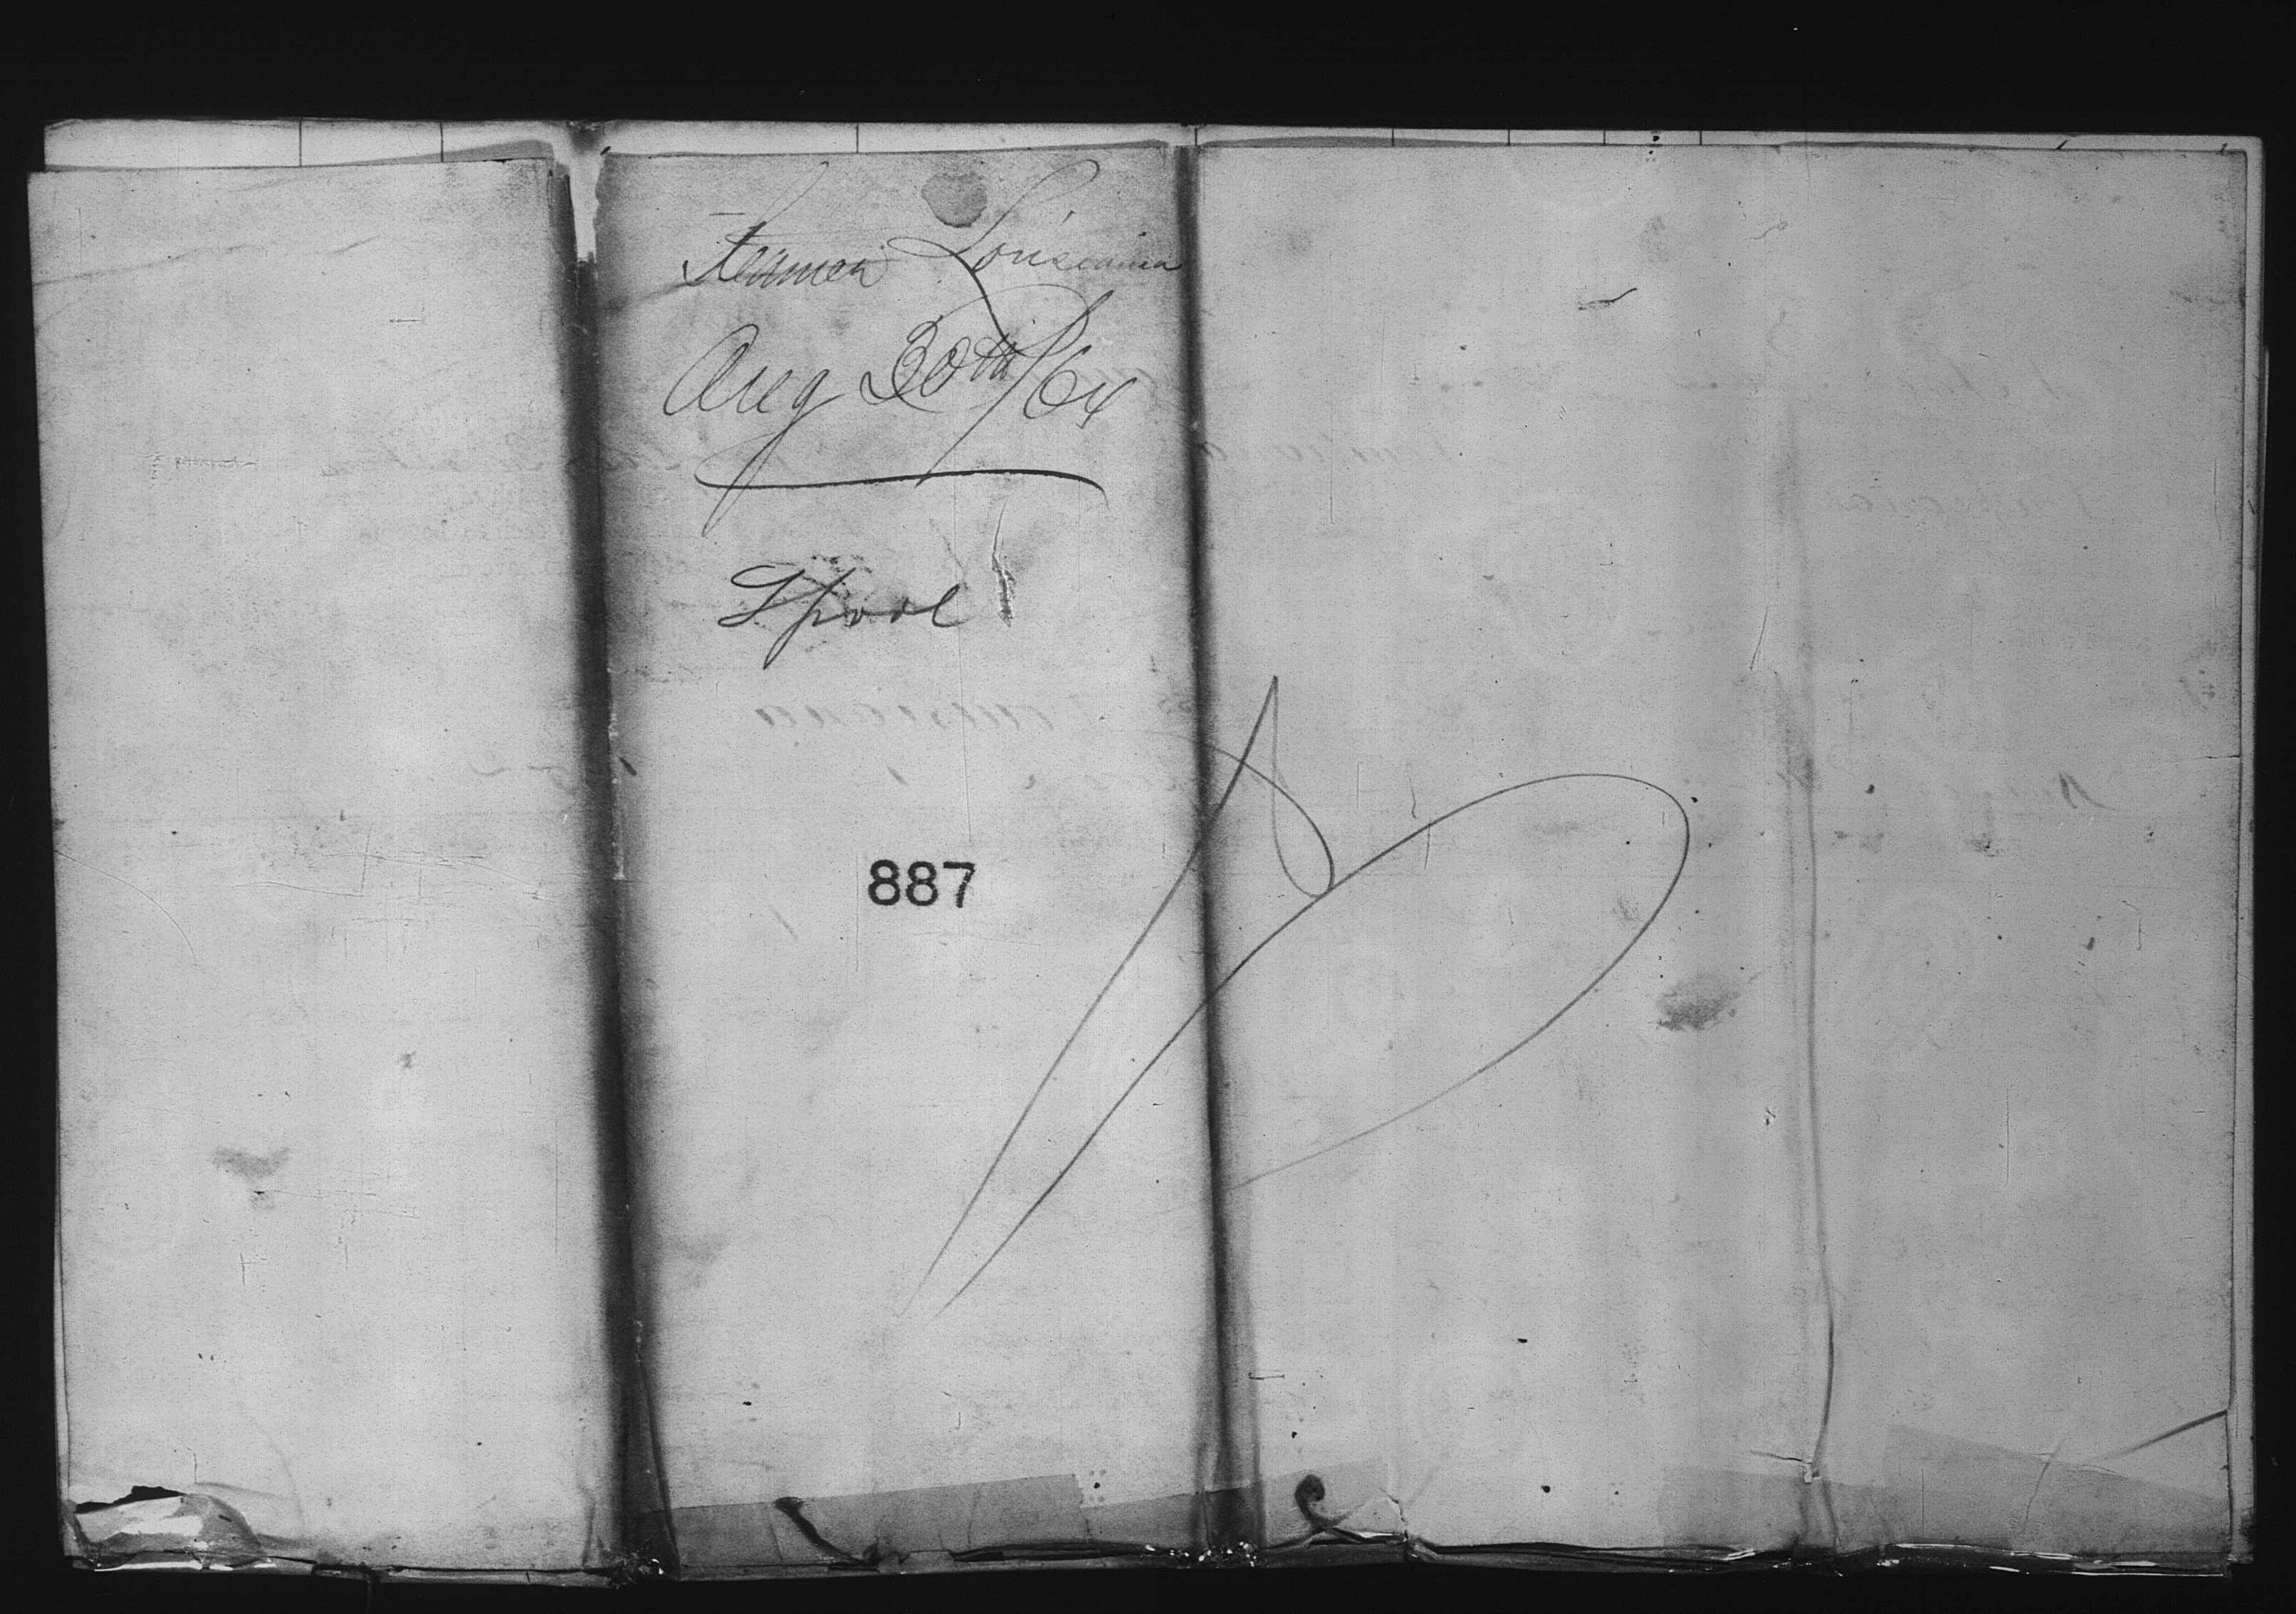 Steamer Louisiana
Aug 30th/64
L'pool
887